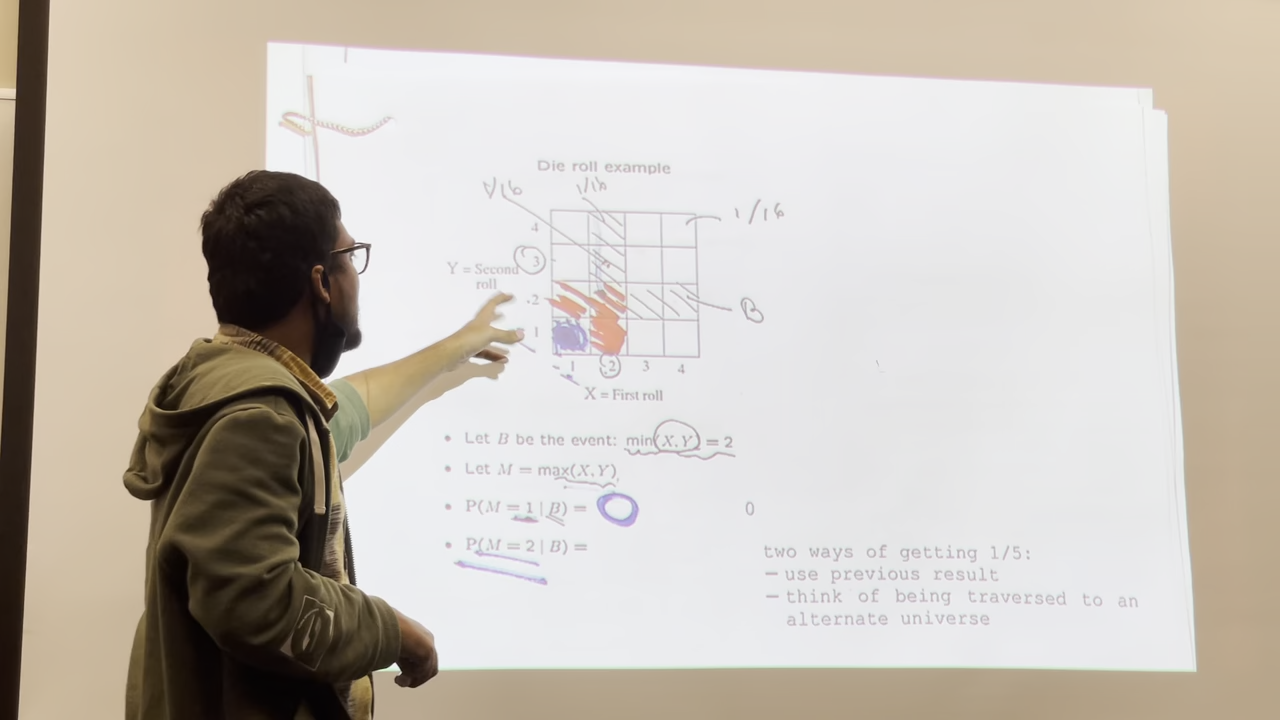 Die roll example
1/16
1/16
1/16
4
3
Y = Second
roll
2
B
1
1 2 3 4
X = First roll
• Let B be the event: min(X,Y) = 2
• Let M = max(X,Y)
• P(M = 1 | B) = 0
0
• P(M = 2 | B) =
two ways of getting 1/5:
– use previous result
– think of being traversed to an
alternate universe